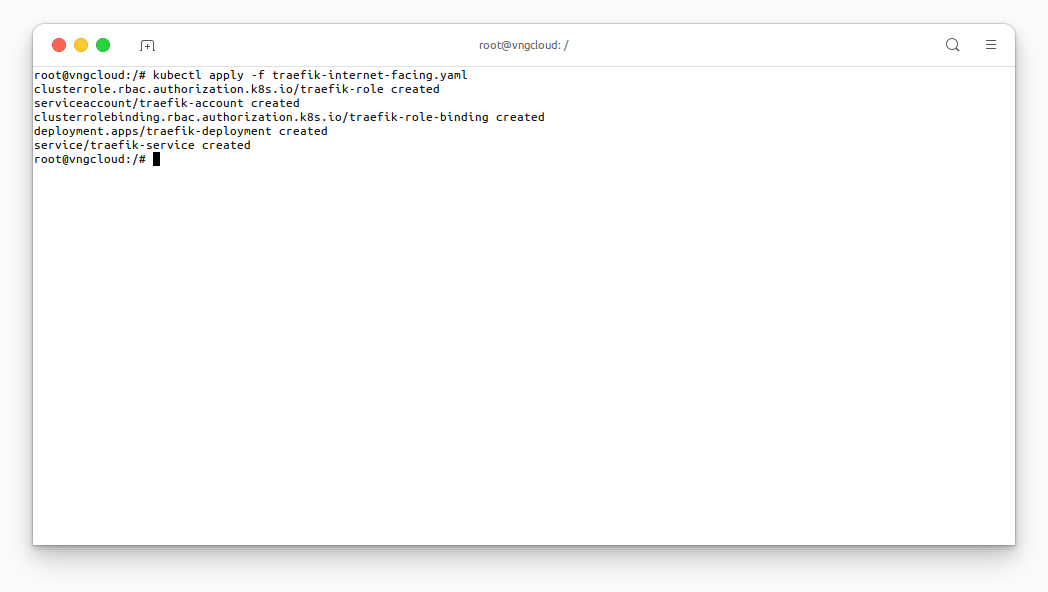 root@vngcloud: /
root@vngcloud:/# kubectl apply -f traefik-internet-facing.yaml
clusterrole.rbac.authorization.k8s.io/traefik-role created
serviceaccount/traefik-account created
clusterrolebinding.rbac.authorization.k8s.io/traefik-role-binding created
deployment.apps/traefik-deployment created
service/traefik-service created
root@vngcloud:/#